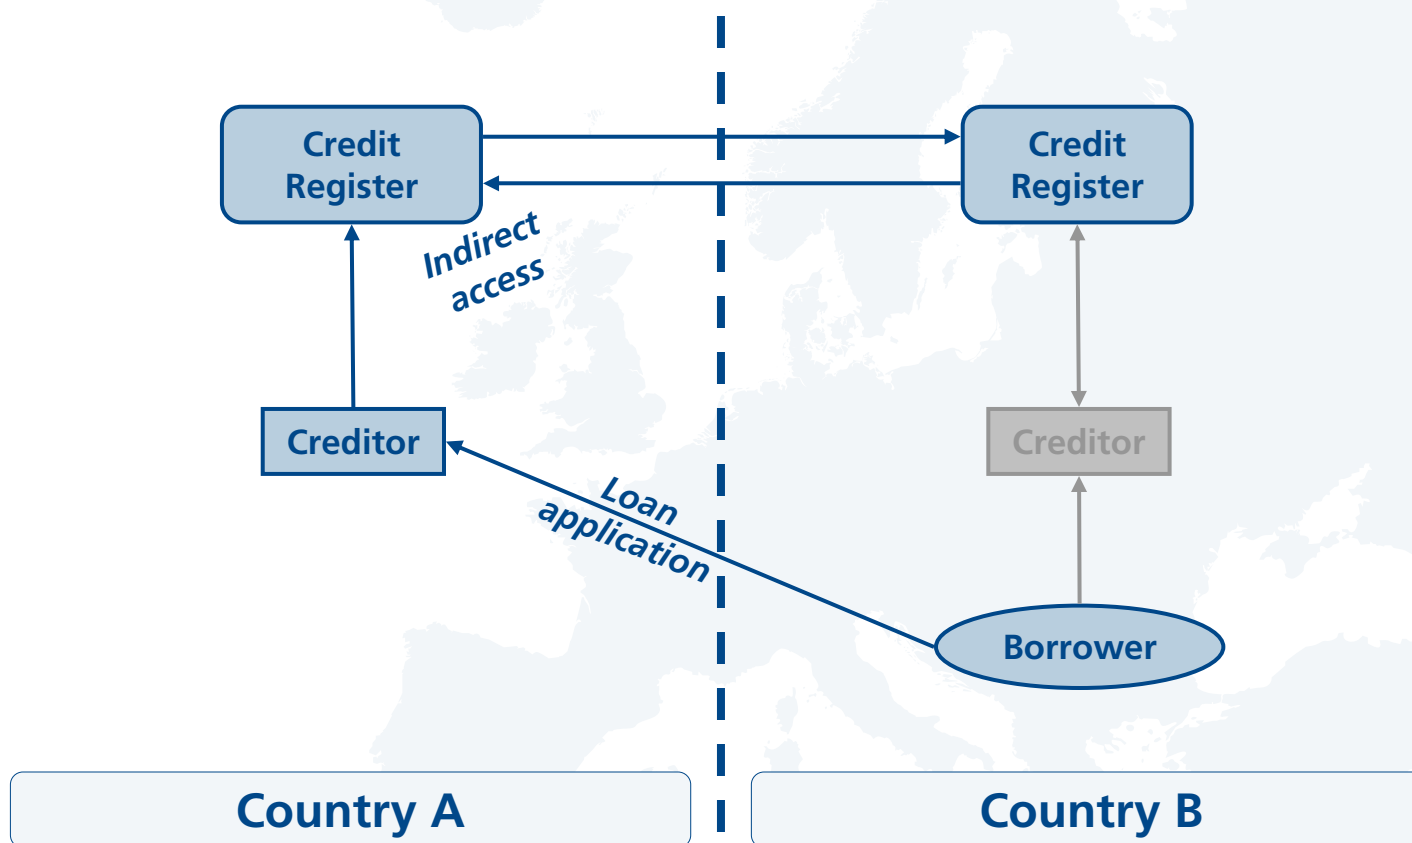 Credit
Register
Credit
Register
Indirect
access
Creditor
Creditor
Loan
application
Borrower
Country A
Country B